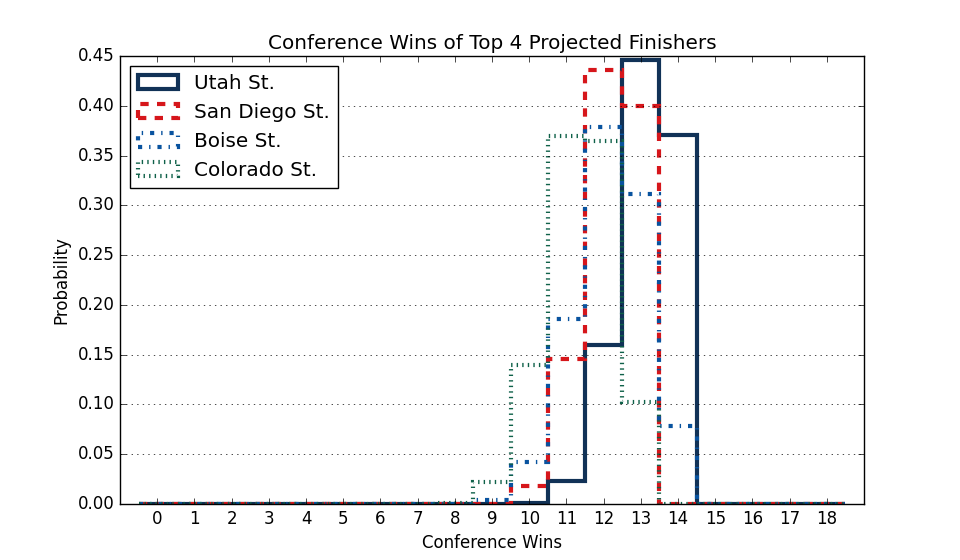 Conference Wins of Top 4 Projected Finishers
0.45
0.40
0.35
0.30
0.25
0.20
0.15
0.10
0.05
0.00
Probability
Utah St.
San Diego St.
Boise St.
Colorado St.
0 1 2 3 4 5 6 7 8 9 10 11 12 13 14 15 16 17 18
Conference Wins